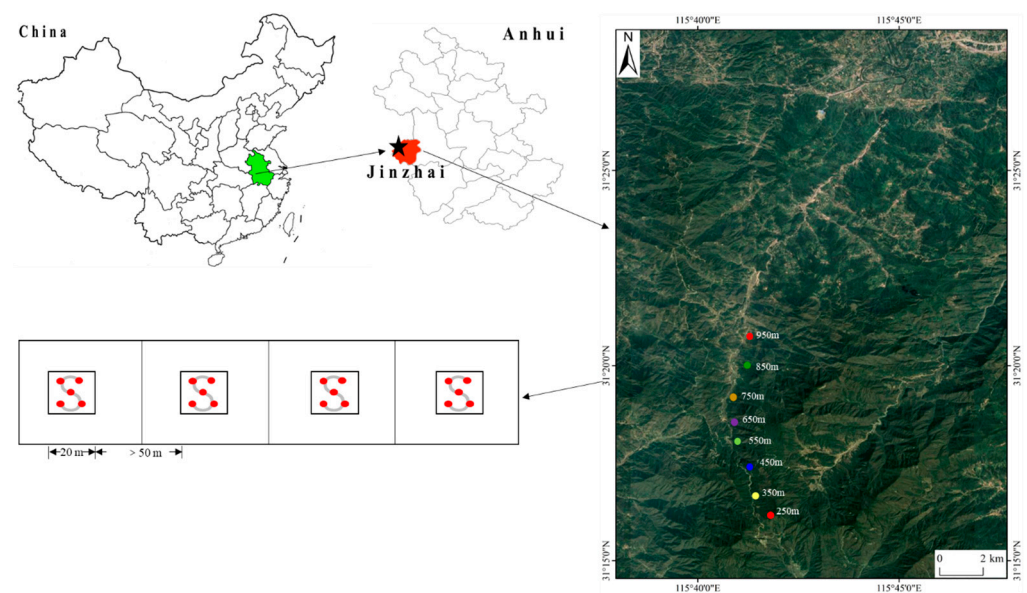 China
Anhui
Jinzhai
20 m
> 50 m
115°40'0"E
115°45'0"E
N
31°25'0"N
31°25'0"N
31°20'0"N
31°20'0"N
31°15'0"N
31°15'0"N
950m
850m
750m
650m
550m
450m
350m
250m
0 2 km
115°40'0"E
115°45'0"E